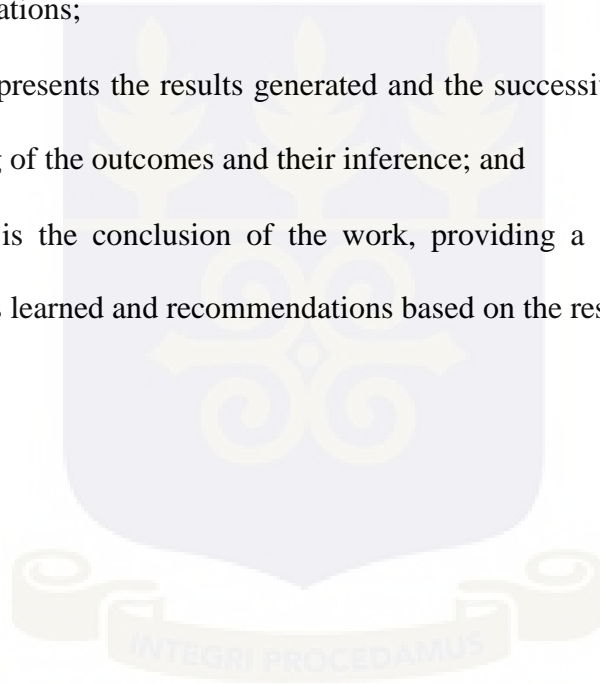 ations;
presents the results generated and the successi
g of the outcomes and their inference; and
is the conclusion of the work, providing a
s learned and recommendations based on the res
INTEGRI PROCEDAMUS